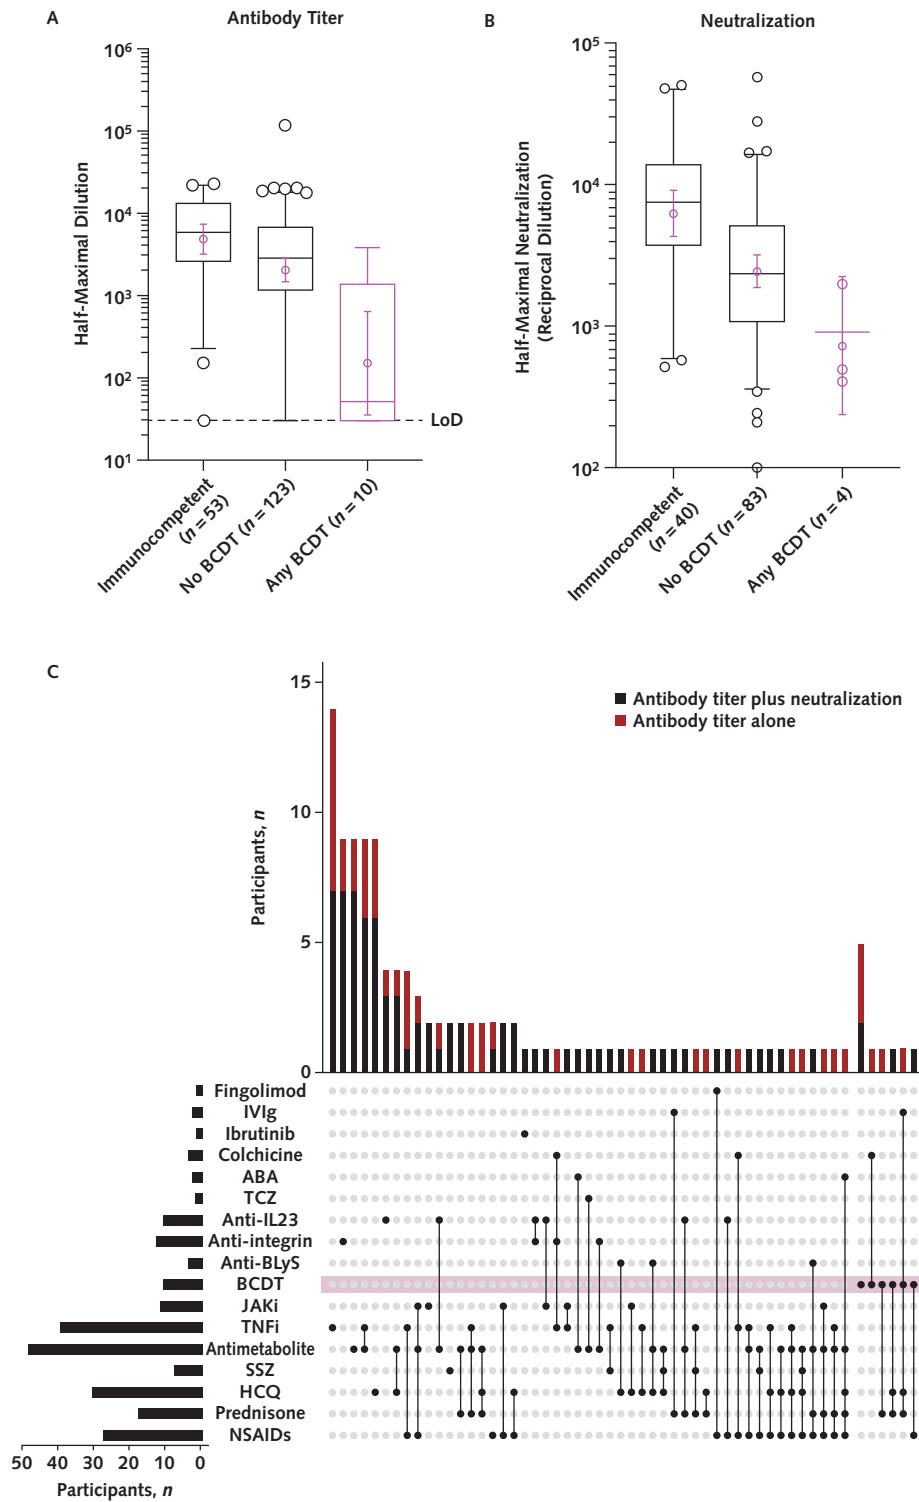 A
Antibody Titer
10⁶
10⁵
10⁴
10³
10²
10¹
Half-Maximal Dilution
LoD
Immunocompetent
(n = 53)
No BCDT (n = 123)
Any BCDT (n = 10)
B
Neutralization
10⁵
10⁴
10³
10²
Half-Maximal Neutralization
(Reciprocal Dilution)
Immunocompetent
(n = 40)
No BCDT (n = 83)
Any BCDT (n = 4)
C
15
10
5
0
Participants, n
Antibody titer plus neutralization
Antibody titer alone
Fingolimod
IVIg
Ibrutinib
Colchicine
ABA
TCZ
Anti-IL23
Anti-integrin
Anti-BLyS
BCDT
JAKi
TNFi
Antimetabolite
SSZ
HCQ
Prednisone
NSAIDs
50 40 30 20 10 0
Participants, n